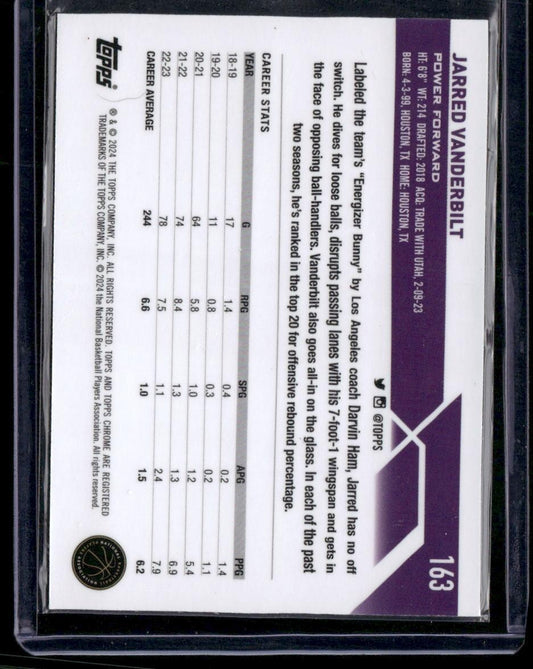 JARRED VANDERBILT
163
POWER FORWARD
HT: 6'8" WT: 214 DRAFTED: 2018 ACQ: TRADE WITH UTAH, 2-09-23
BORN: 4-3-99, HOUSTON, TX HOME: HOUSTON, TX
@TOPPS
Labeled the team's "Energizer Bunny" by Los Angeles coach Darvin Ham, Jarred has no off
switch. He dives for loose balls, disrupts passing lanes with his 7-foot-1 wingspan and gets in
the face of opposing ball-handlers. Vanderbilt also goes all-in on the glass. In each of the past
two seasons, he's ranked in the top 20 for offensive rebound percentage.
CAREER STATS
YEAR G RPG SPG APG PPG
18-19 17 1.4 0.4 0.2 1.4
19-20 11 0.8 0.3 0.2 1.1
20-21 64 5.8 1.0 1.2 5.4
21-22 74 8.4 1.3 1.3 6.9
22-23 78 7.5 1.1 2.4 7.9
CAREER AVERAGE 244 6.6 1.0 1.5 6.2
topps
® & © 2024 THE TOPPS COMPANY, INC. ALL RIGHTS RESERVED. TOPPS AND TOPPS CHROME ARE REGISTERED
TRADEMARKS OF THE TOPPS COMPANY, INC. © 2024 the National Basketball Players Association. All rights reserved.